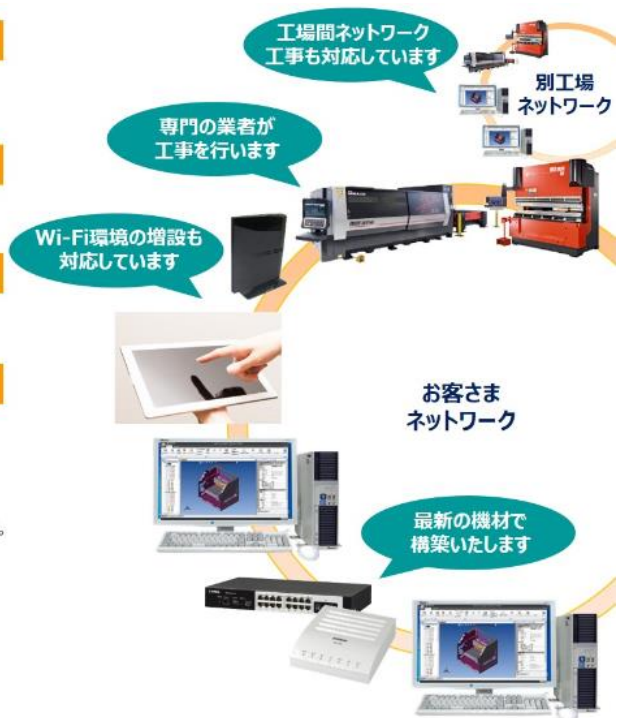 工場間ネットワーク
工事も対応しています
別工場
ネットワーク
専門の業者が
工事を行います
Wi-Fi環境の増設も
対応しています
お客さま
ネットワーク
。
最新の機材で
構築いたします